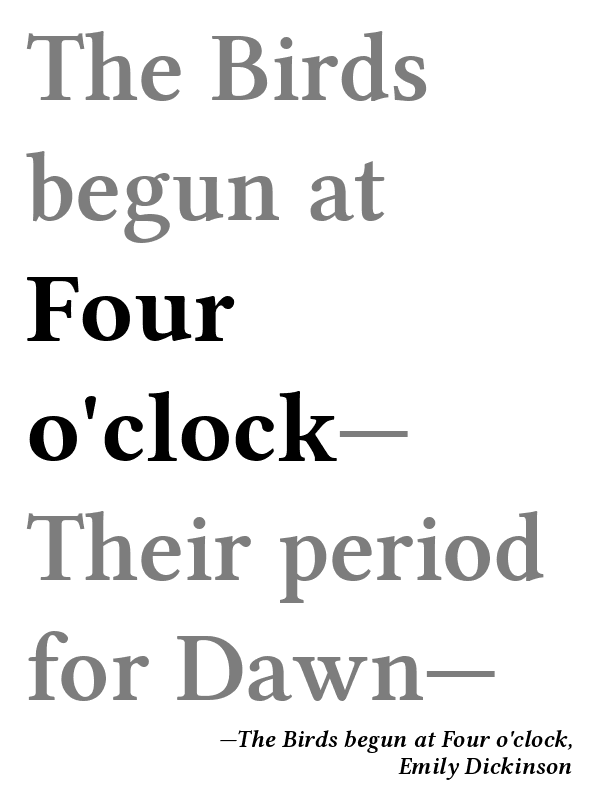 The Birds
begun at
Four
o'clock—
Their period
for Dawn—
—The Birds begun at Four o'clock,
Emily Dickinson